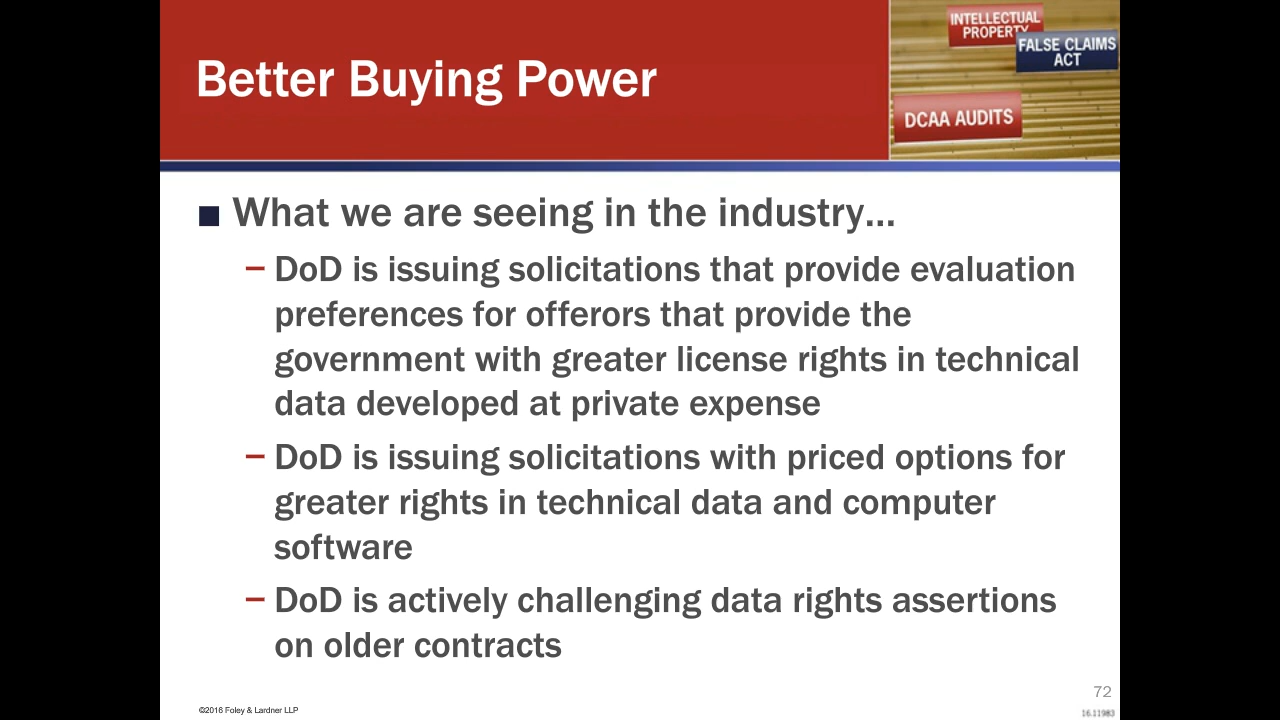 Better Buying Power
INTELLECTUAL
PROPERTY
FALSE CLAIMS
ACT
DCAA AUDITS
■ What we are seeing in the industry...
– DoD is issuing solicitations that provide evaluation
preferences for offerors that provide the
government with greater license rights in technical
data developed at private expense
– DoD is issuing solicitations with priced options for
greater rights in technical data and computer
software
– DoD is actively challenging data rights assertions
on older contracts
72
©2016 Foley & Lardner LLP
16.11983